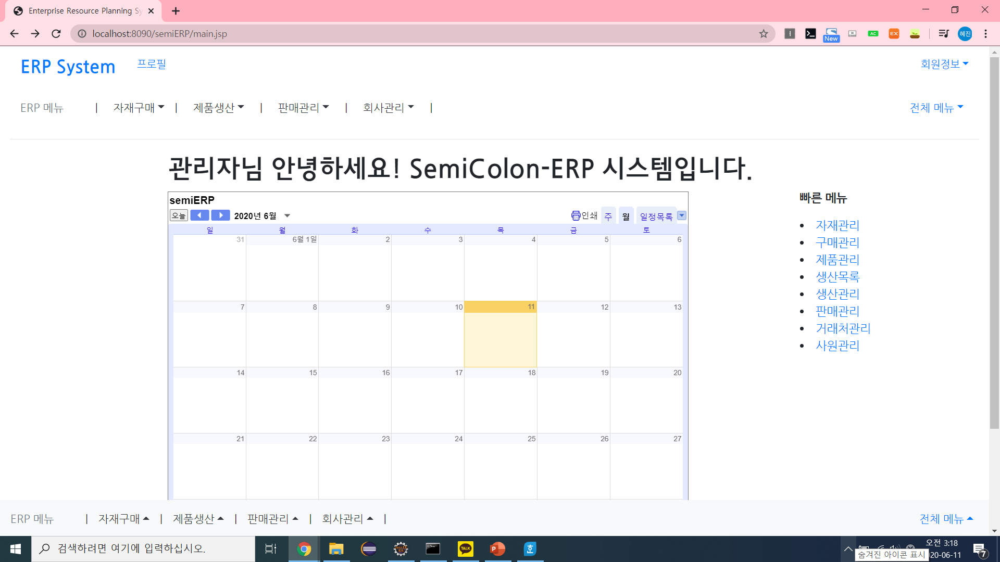 Enterprise Resource Planning Sy
localhost:8090/semiERP/main.jsp
New
AC
EX
혜진
ERP System 프로필 회원정보
ERP 메뉴 | 자재구매 | 제품생산 | 판매관리 | 회사관리 | 전체 메뉴
관리자님 안녕하세요! SemiColon-ERP 시스템입니다.
semiERP
오늘 2020년 6월 인쇄 주 월 일정목록
일 월 화 수 목 금 토
31 6월 1일 2 3 4 5 6
7 8 9 10 11 12 13
14 15 16 17 18 19 20
21 22 23 24 25 26 27
빠른 메뉴
• 자재관리
• 구매관리
• 제품관리
• 생산목록
• 생산관리
• 판매관리
• 거래처관리
• 사원관리
ERP 메뉴 | 자재구매 | 제품생산 | 판매관리 | 회사관리 | 전체 메뉴
검색하려면 여기에 입력하십시오.
TALK
오전 3:18
숨겨진 아이콘 표시
20-06-11
7